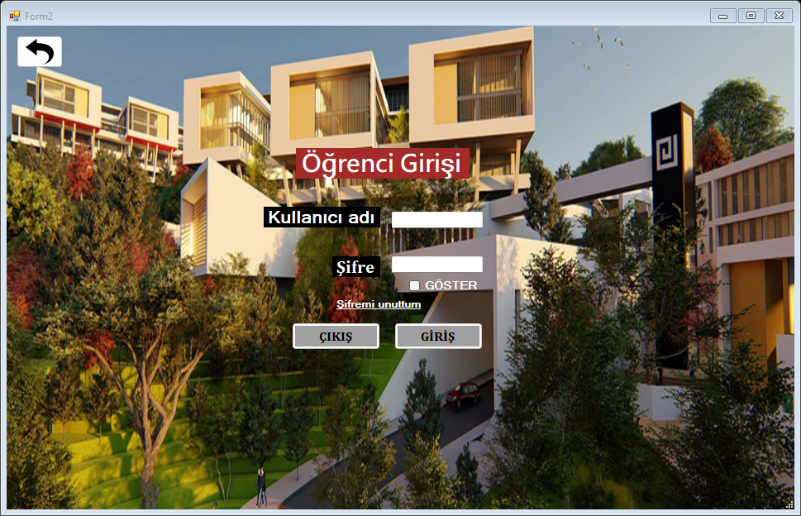 Form2
Öğrenci Girişi
Kullanıcı adı
Şifre
GÖSTER
Şifremi unuttum
ÇIKIŞ
GİRİŞ